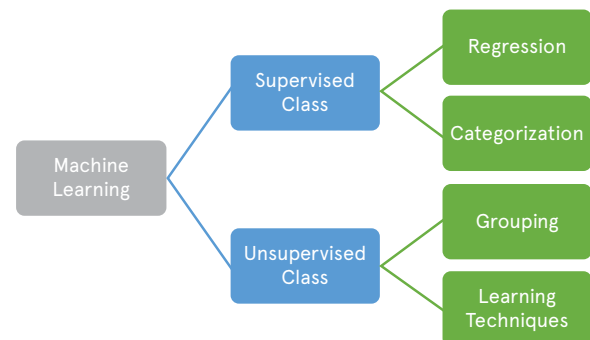 Machine
Learning
Supervised
Class
Regression
Categorization
Unsupervised
Class
Grouping
Learning
Techniques